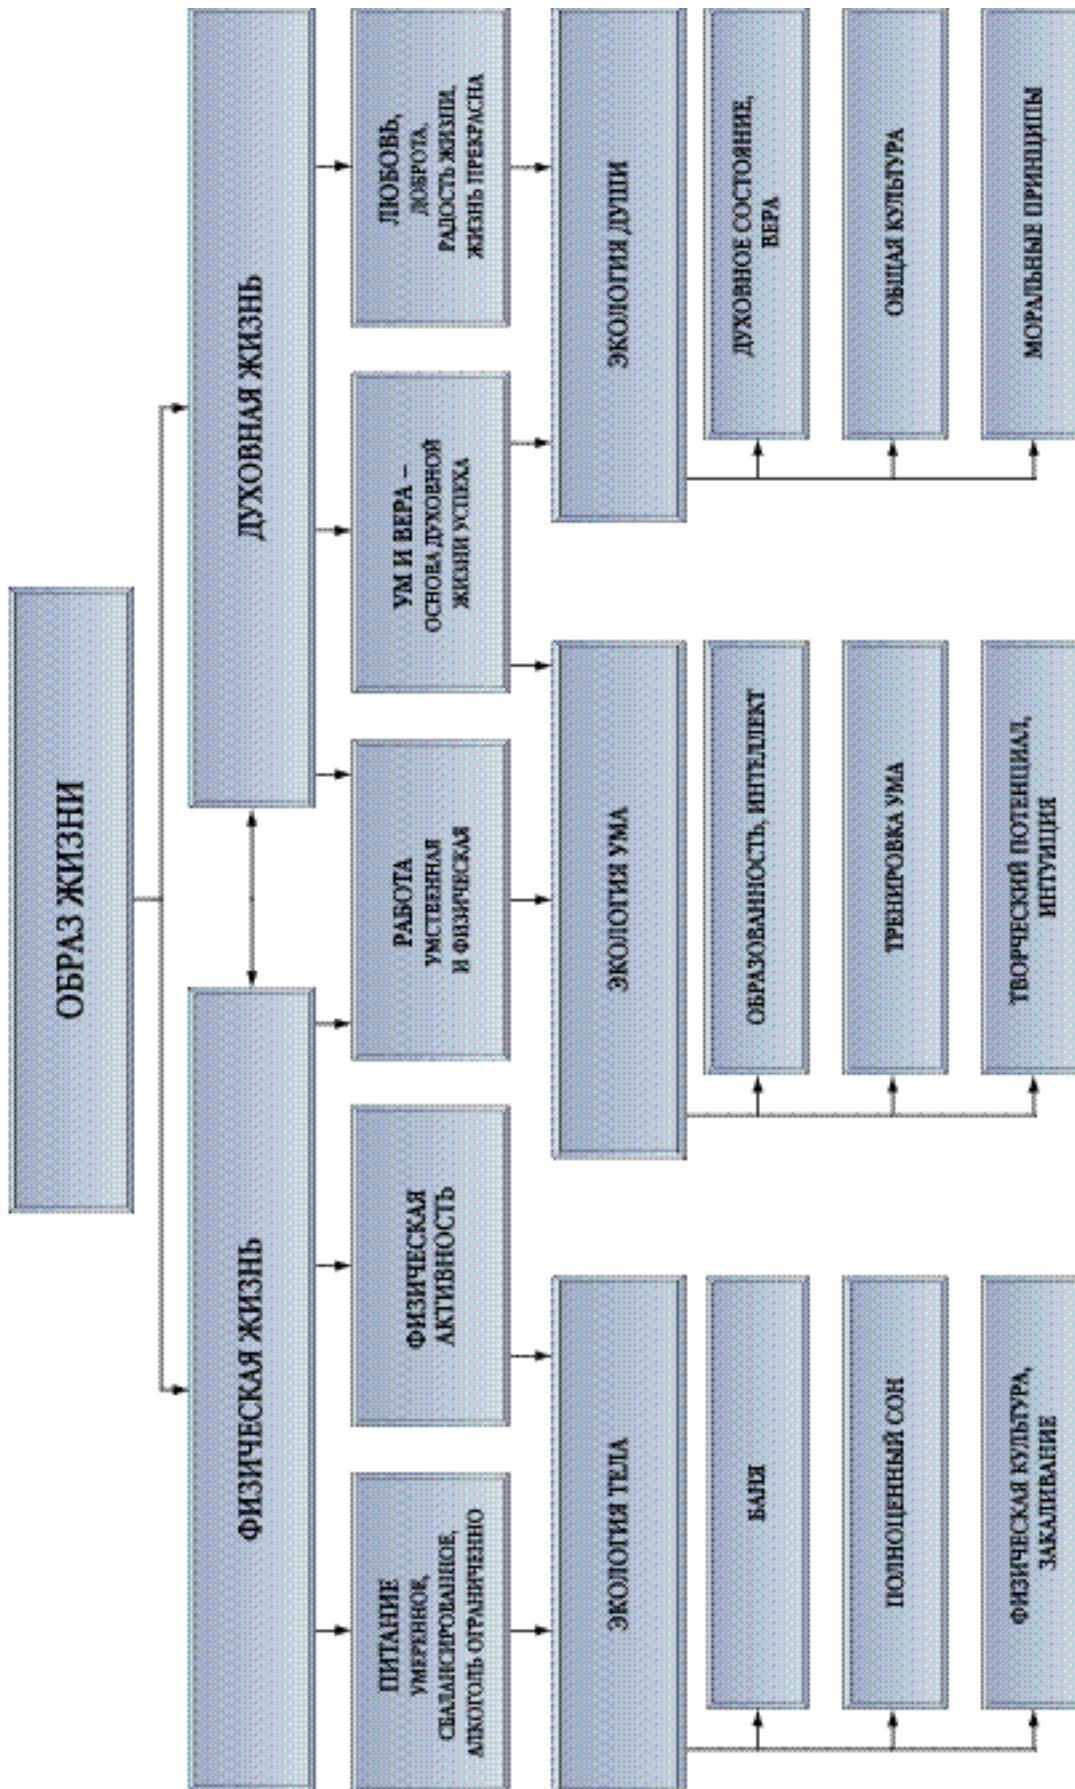 ОБРАЗ ЖИЗНИ
ФИЗИЧЕСКАЯ ЖИЗНЬ
ДУХОВНАЯ ЖИЗНЬ
ПИТАНИЕ
УМЕРЕННОЕ,
СБАЛАНСИРОВАННОЕ,
АЛКОГОЛЬ ОГРАНИЧЕННО
ФИЗИЧЕСКАЯ
АКТИВНОСТЬ
РАБОТА
УМСТВЕННАЯ
И ФИЗИЧЕСКАЯ
УМ И ВЕРА –
ОСНОВА ДУХОВНОЙ
ЖИЗНИ УСПЕХА
ЛЮБОВЬ,
ДОБРОТА,
РАДОСТЬ ЖИЗНИ,
ЖИЗНЬ ПРЕКРАСНА
ЭКОЛОГИЯ ТЕЛА
ЭКОЛОГИЯ УМА
ЭКОЛОГИЯ ДУШИ
БАНЯ
ОБРАЗОВАННОСТЬ, ИНТЕЛЛЕКТ
ДУХОВНОЕ СОСТОЯНИЕ,
ВЕРА
ПОЛНОЦЕННЫЙ СОН
ТРЕНИРОВКА УМА
ОБЩАЯ КУЛЬТУРА
ФИЗИЧЕСКАЯ КУЛЬТУРА,
ЗАКАЛИВАНИЕ
ТВОРЧЕСКИЙ ПОТЕНЦИАЛ,
ИНТУИЦИЯ
МОРАЛЬНЫЕ ПРИНЦИПЫ